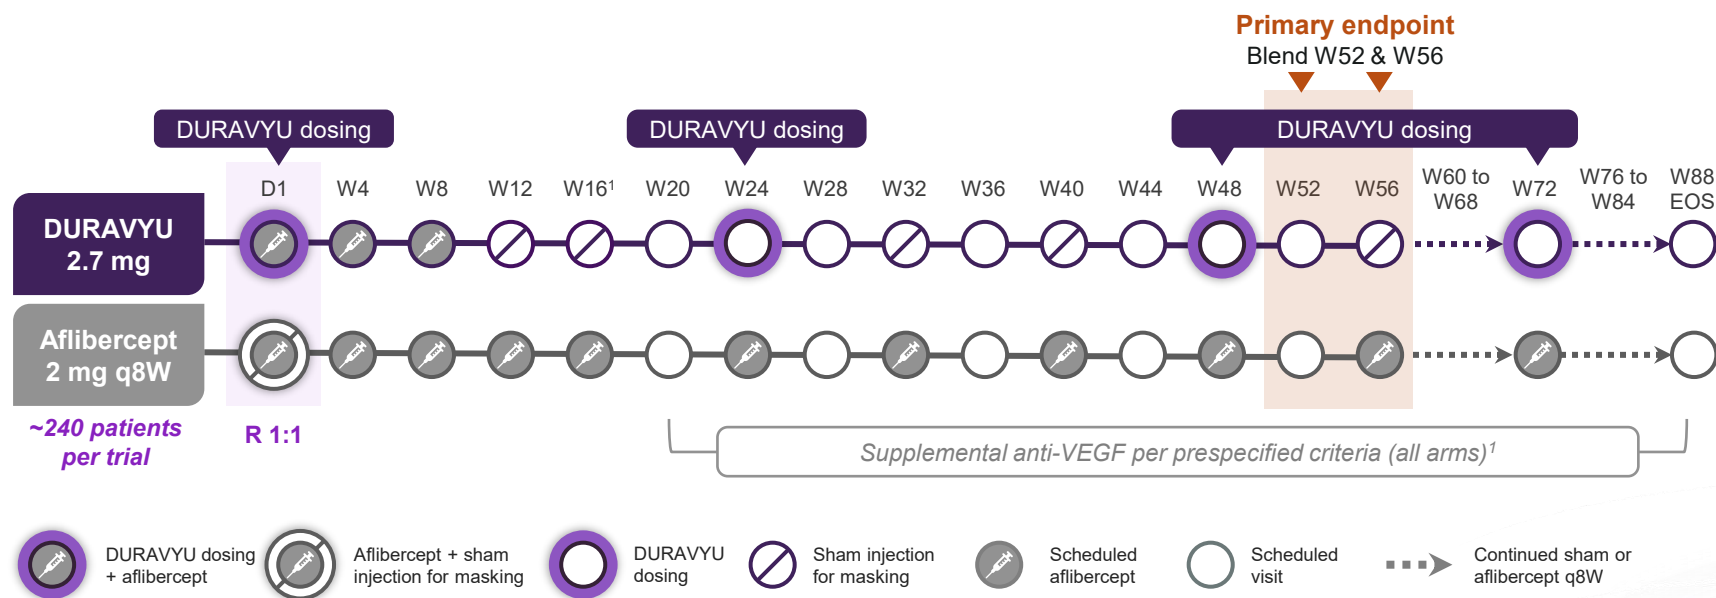 Primary endpoint
Blend W52 & W56
DURAVYU dosing
DURAVYU dosing
DURAVYU dosing
D1
W4
W8
W12
W16¹
W20
W24
W28
W32
W36
W40
W44
W48
W52
W56
W60 to
W68
W72
W76 to
W84
W88
EOS
DURAVYU
2.7 mg
Aflibercept
2 mg q8W
~240 patients
per trial
R 1:1
Supplemental anti-VEGF per prespecified criteria (all arms)¹
DURAVYU dosing
+ aflibercept
Aflibercept + sham
injection for masking
DURAVYU
dosing
Sham injection
for masking
Scheduled
aflibercept
Scheduled
visit
Continued sham or
aflibercept q8W